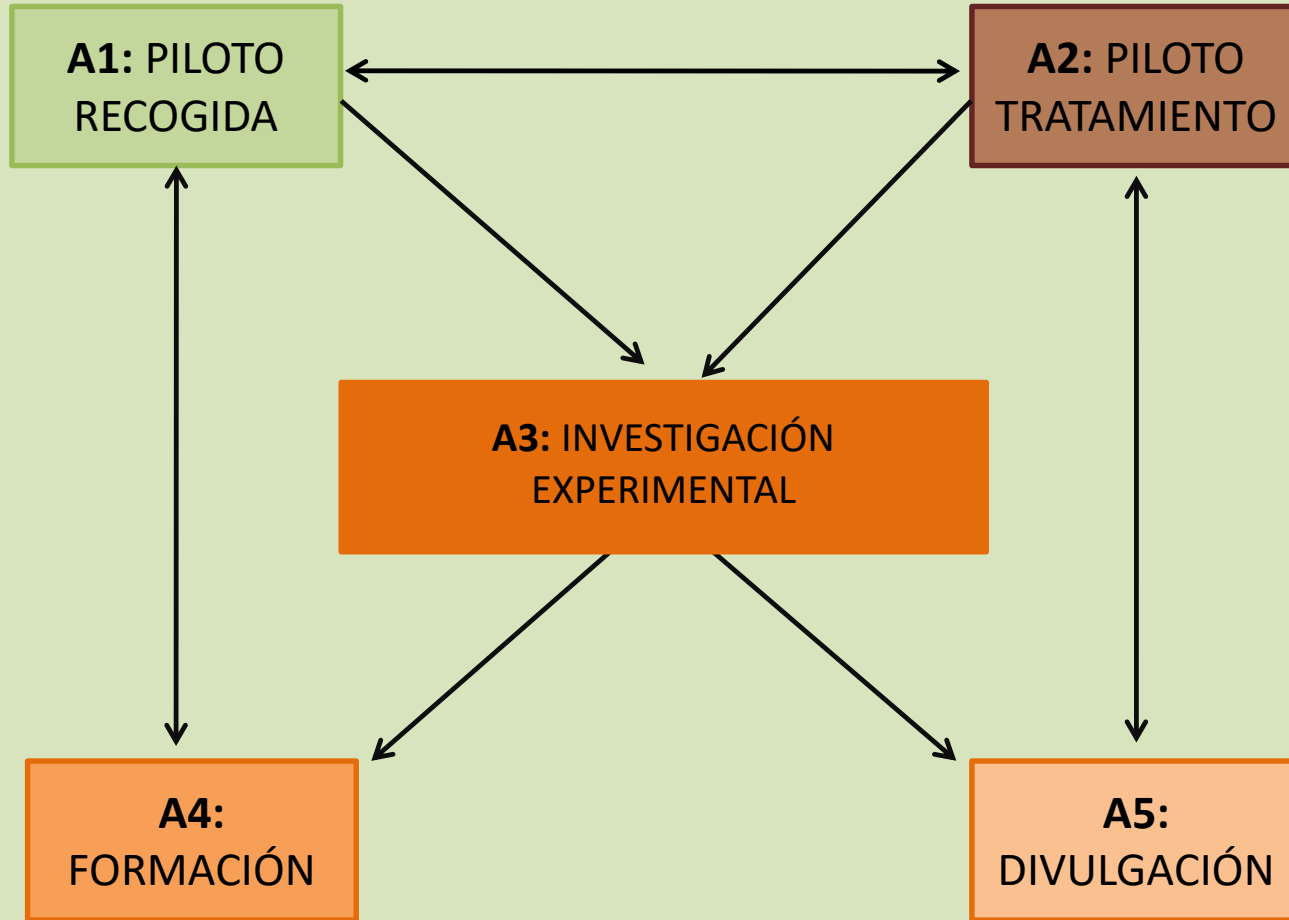 A1: PILOTO
RECOGIDA
A2: PILOTO
TRATAMIENTO
A3: INVESTIGACIÓN
EXPERIMENTAL
A4:
FORMACIÓN
A5:
DIVULGACIÓN